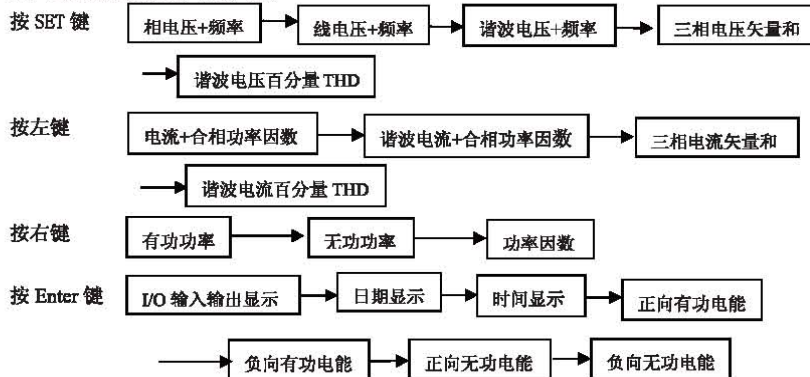 按 SET 键 相电压+频率 线电压+频率 谐波电压+频率 三相电压矢量和
谐波电压百分量 THD
按左键 电流+合相功率因数 谐波电流+合相功率因数 三相电流矢量和
谐波电流百分量 THD
按右键 有功功率 无功功率 功率因数
按 Enter 键 I/O 输入输出显示 日期显示 时间显示 正向有功电能
负向有功电能 正向无功电能 负向无功电能